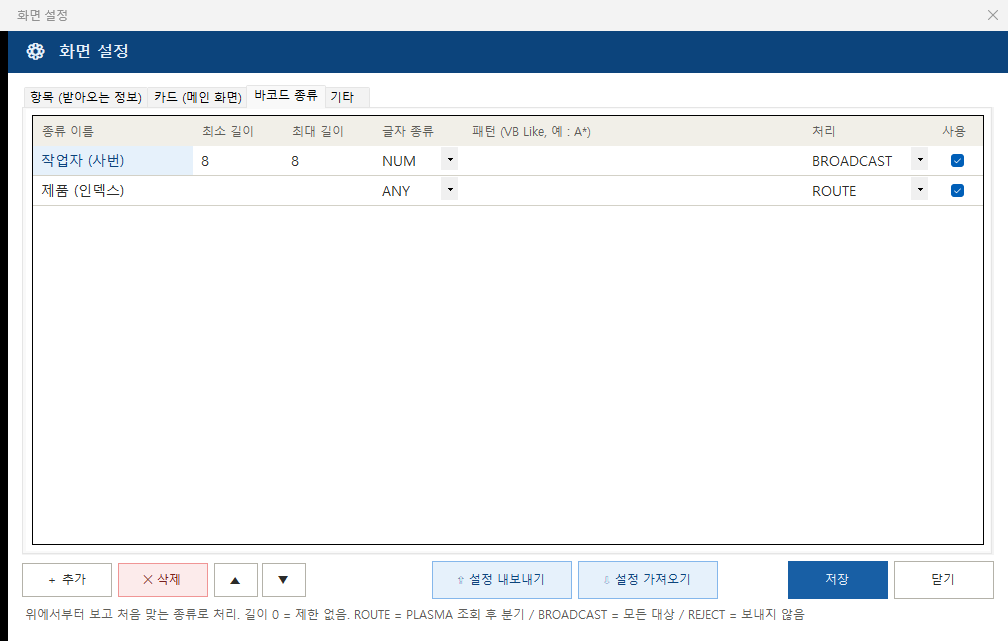 화면 설정
화면 설정
항목 (받아오는 정보) 카드 (메인 화면) 바코드 종류 기타
종류 이름 최소 길이 최대 길이 글자 종류 패턴 (VB Like, 예 : A*) 처리 사용
작업자 (사번) 8 8 NUM BROADCAST
제품 (인덱스) ANY ROUTE
+ 추가 ✕ 삭제 ▲ ▼ ⇧ 설정 내보내기 ⇩ 설정 가져오기 저장 닫기
위에서부터 보고 처음 맞는 종류로 처리. 길이 0 = 제한 없음. ROUTE = PLASMA 조회 후 분기 / BROADCAST = 모든 대상 / REJECT = 보내지 않음